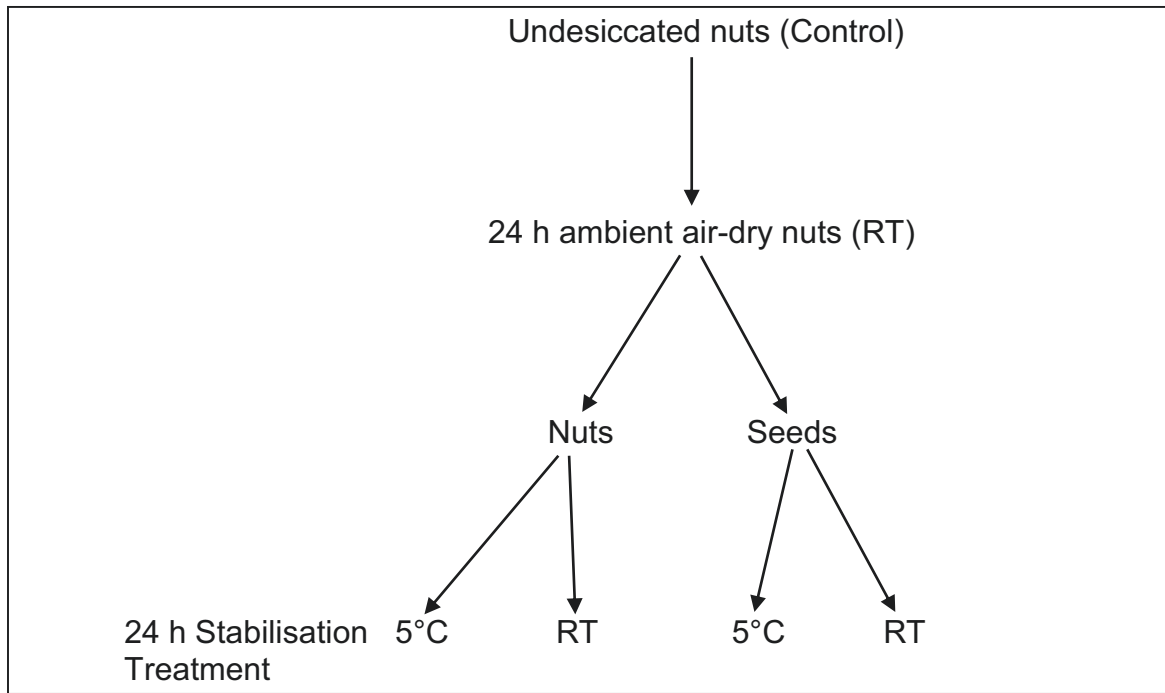 Undesiccated nuts (Control)
24 h ambient air-dry nuts (RT)
Nuts
Seeds
24 h Stabilisation
Treatment
5°C
RT
5°C
RT